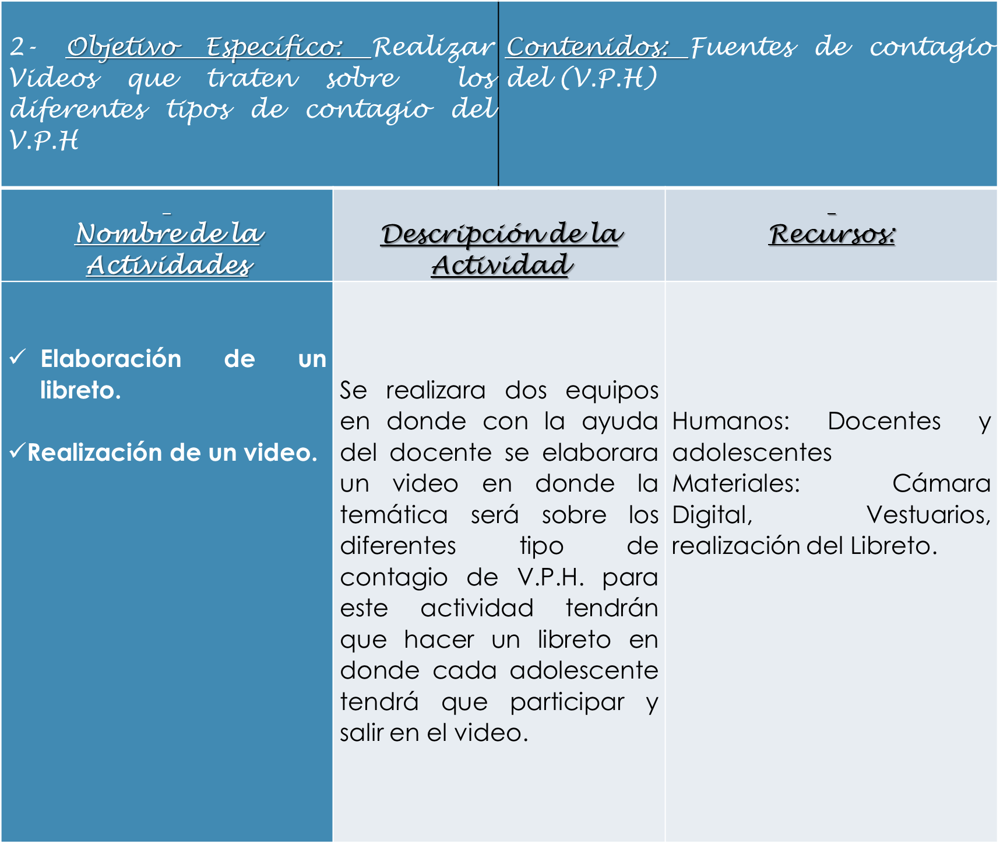 2- Objetivo Específico: Realizar
Videos que traten sobre los
diferentes tipos de contagio del
V.P.H
Contenidos: Fuentes de contagio
del (V.P.H)
Nombre de la
Actividades
Descripción de la
Actividad
Recursos:
✓ Elaboración de un
libreto.
✓Realización de un video.
Se realizara dos equipos
en donde con la ayuda
del docente se elaborara
un video en donde la
temática será sobre los
diferentes tipo de
contagio de V.P.H. para
este actividad tendrán
que hacer un libreto en
donde cada adolescente
tendrá que participar y
salir en el video.
Humanos: Docentes y
adolescentes
Materiales: Cámara
Digital, Vestuarios,
realización del Libreto.